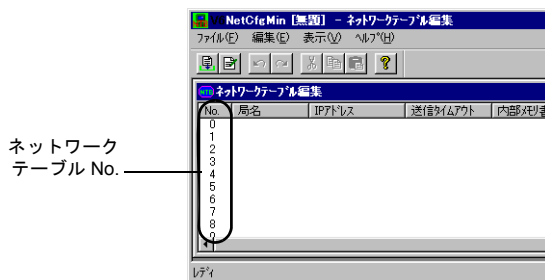 NetCfgMin [無題] - ネットワークテーブル編集
ファイル(F) 編集(E) 表示(V) ヘルプ(H)
ネットワークテーブル編集
No. 局名 IPアドレス 送信タイムアウト 内部メモリ書
0
1
2
3
4
5
6
7
8
9
ネットワーク
テーブル No.
レディ